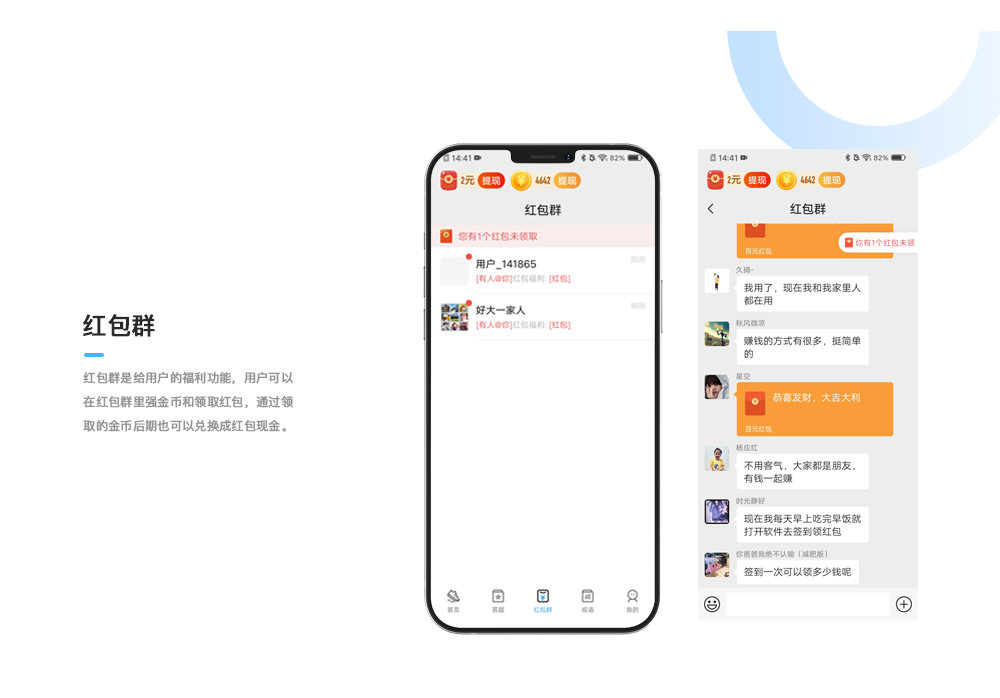 红包群
红包群是给用户的福利功能，用户可以
在红包群里强金币和领取红包，通过领
取的金币后期也可以兑换成红包现金。
14:41
82%
2元
提现
4642
提现
红包群
您有1个红包未领取
用户_141865
刚刚
[有人@你]红包福利: [红包]
好大一家人
刚刚
[有人@你]红包福利: [红包]
首页
答题
红包群
成语
我的
14:41
82%
2元
提现
4642
提现
红包群
百元红包
您有1个红包未领
久得~
我用了，现在我和我家里人
都在用
秋风微凉
赚钱的方式有很多，挺简单
的
星空
恭喜发财，大吉大利
百元红包
杨应红
不用客气，大家都是朋友，
有钱一起赚
时光静好
现在我每天早上吃完早饭就
打开软件去签到领红包
你爸爸我绝不认输（减肥版）
签到一次可以领多少钱呢